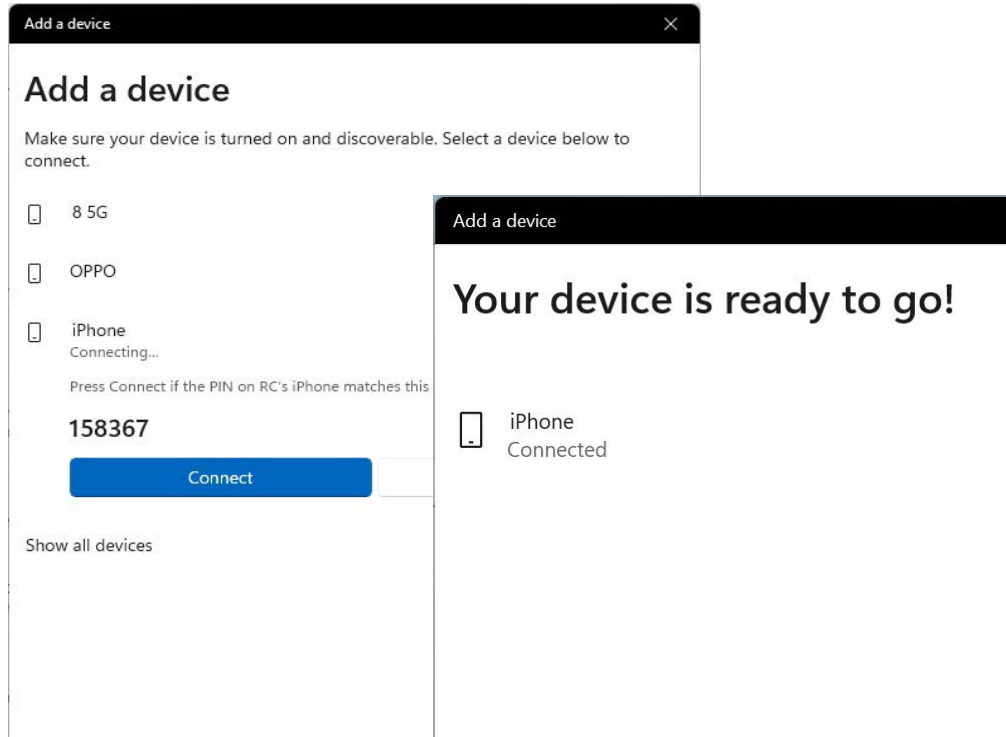 Add a device
Add a device
Make sure your device is turned on and discoverable. Select a device below to
connect.
8 5G
OPPO
iPhone
Connecting...
Press Connect if the PIN on RC's iPhone matches this
158367
Connect
Show all devices
Add a device
Your device is ready to go!
iPhone
Connected